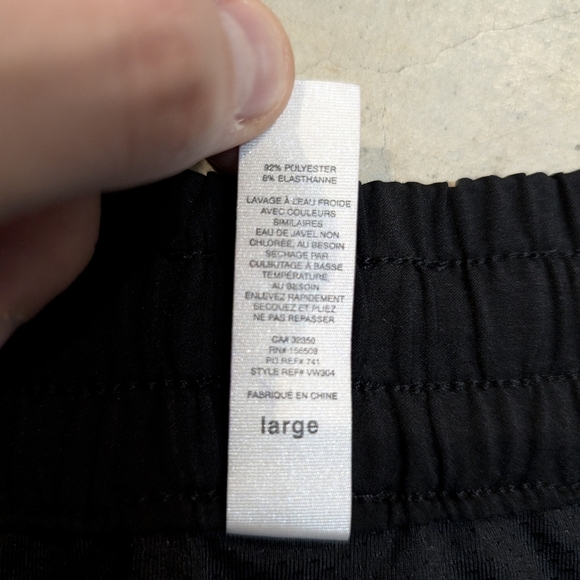 92% POLYESTER
8% ÉLASTHANNE
LAVAGE À L'EAU FROIDE
AVEC COULEURS
SIMILAIRES
EAU DE JAVEL NON
CHLORÉE, AU BESOIN
SECHAGE PAR
CULBUTAGE À BASSE
TEMPÉRATURE,
AU BESOIN
ENLEVEZ RAPIDEMENT
SECOUEZ ET PLIEZ
NE PAS REPASSER
CA# 32350
RN# 156509
PO REF# 741
STYLE REF# VW304
FABRIQUÉ EN CHINE
large